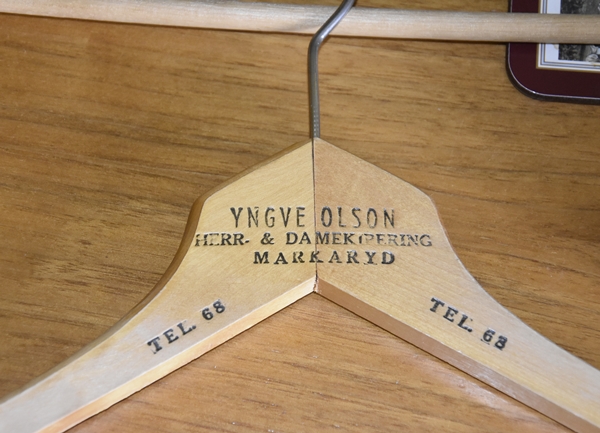 YNGVE OLSON
HERR- & DAMEKIPERING
MARKARYD
TEL. 68
TEL. 68